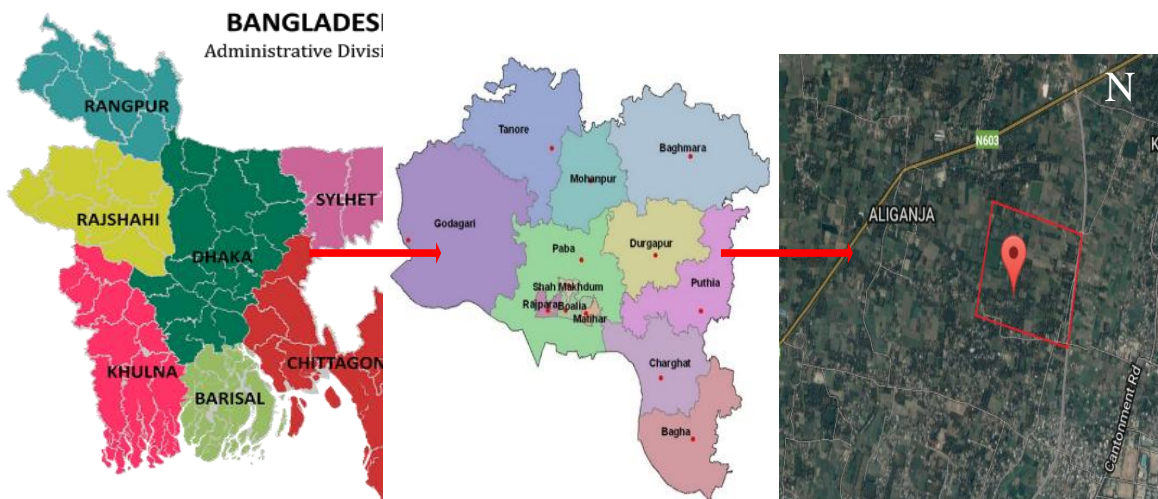 BANGLADESI
Administrative Divisi
RANGPUR
SYLHET
RAJSHAHI
DHAKA
KHULNA
CHITTAGON
BARISAL
Tanore
Baghmara
Mohanpur
Godagari
Paba
Durgapur
Shah Makhdum
Puthia
Rajpara
Boalia
Matihar
Charghat
Bagha
N
N603
K
ALIGANJA
Cantonment Rd